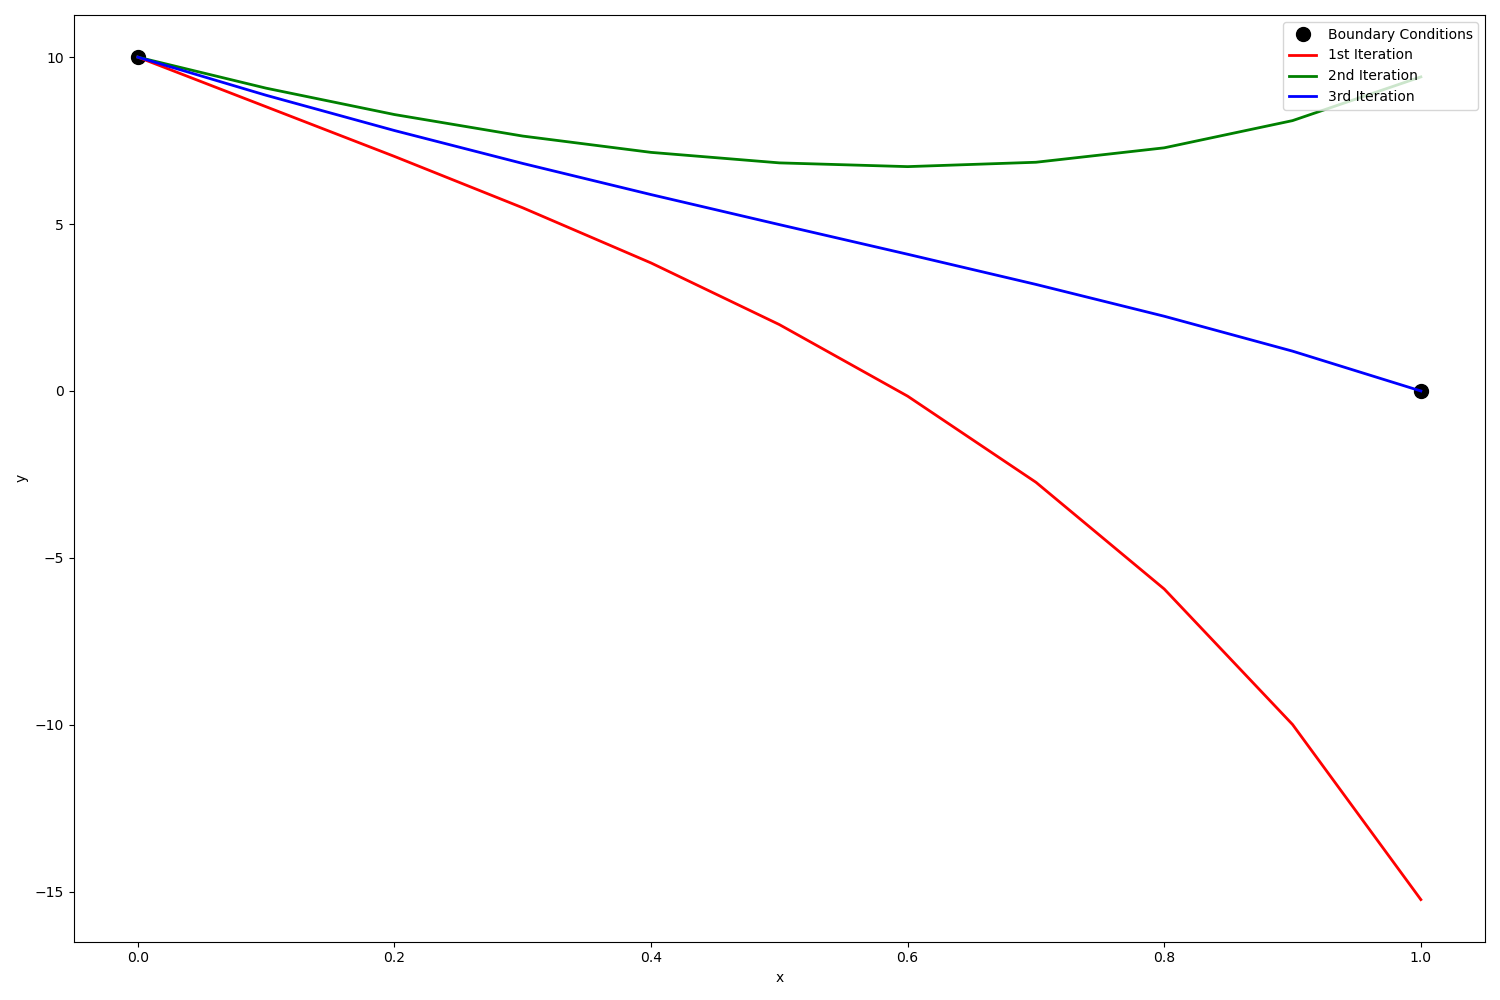 Boundary Conditions
1st Iteration
2nd Iteration
3rd Iteration
10
5
0
−5
−10
−15
y
0.0 0.2 0.4 0.6 0.8 1.0
x